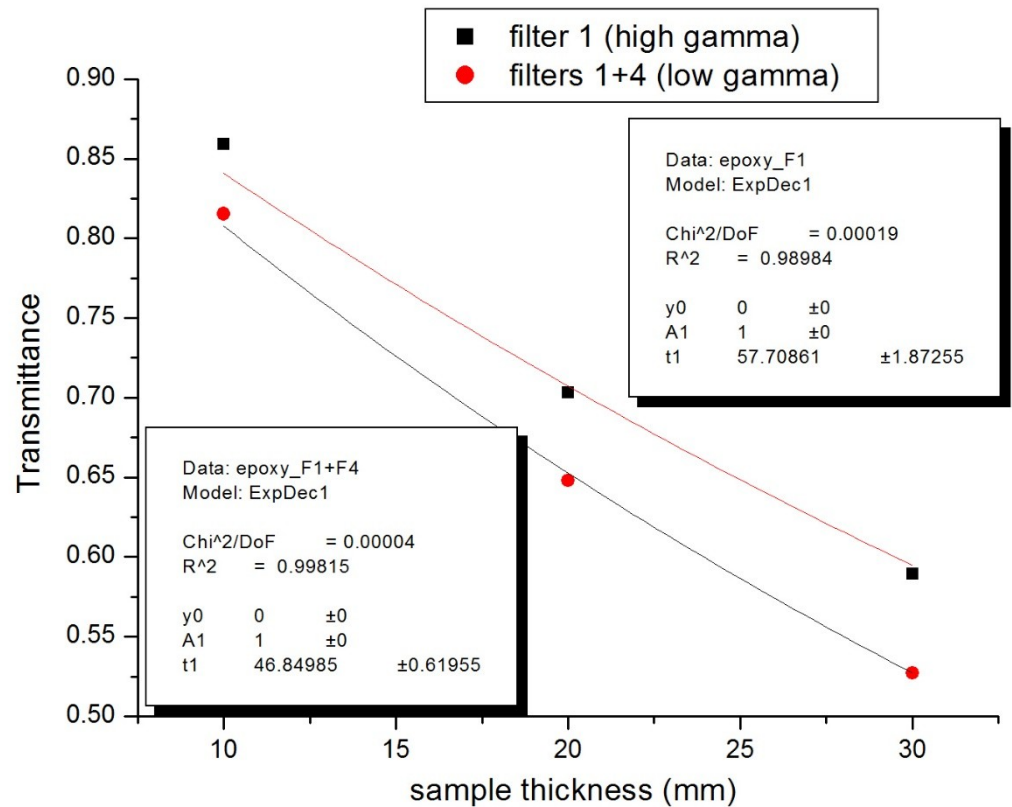 filter 1 (high gamma)
filters 1+4 (low gamma)
0.90
0.85
0.80
0.75
0.70
0.65
0.60
0.55
0.50
Transmittance
Data: epoxy_F1
Model: ExpDec1
Chi^2/DoF = 0.00019
R^2 = 0.98984
y0 0 ±0
A1 1 ±0
t1 57.70861 ±1.87255
Data: epoxy_F1+F4
Model: ExpDec1
Chi^2/DoF = 0.00004
R^2 = 0.99815
y0 0 ±0
A1 1 ±0
t1 46.84985 ±0.61955
10 15 20 25 30
sample thickness (mm)